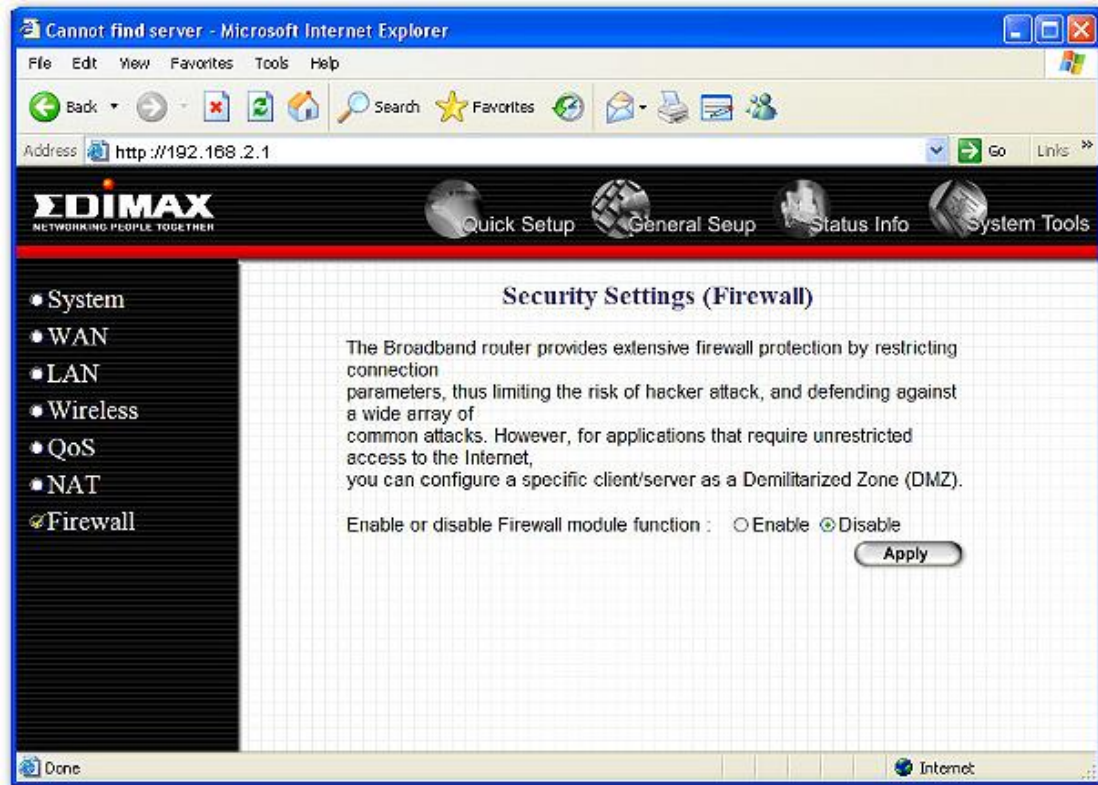 Cannot find server - Microsoft Internet Explorer
File Edit View Favorites Tools Help
Back Search Favorites
Address http://192.168.2.1 Go Links »
EDIMAX
NETWORKING PEOPLE TOGETHER
Quick Setup General Seup Status Info System Tools
System
WAN
LAN
Wireless
QoS
NAT
Firewall
Security Settings (Firewall)
The Broadband router provides extensive firewall protection by restricting
connection
parameters, thus limiting the risk of hacker attack, and defending against
a wide array of
common attacks. However, for applications that require unrestricted
access to the Internet,
you can configure a specific client/server as a Demilitarized Zone (DMZ).
Enable or disable Firewall module function : Enable Disable
Apply
Done Internet